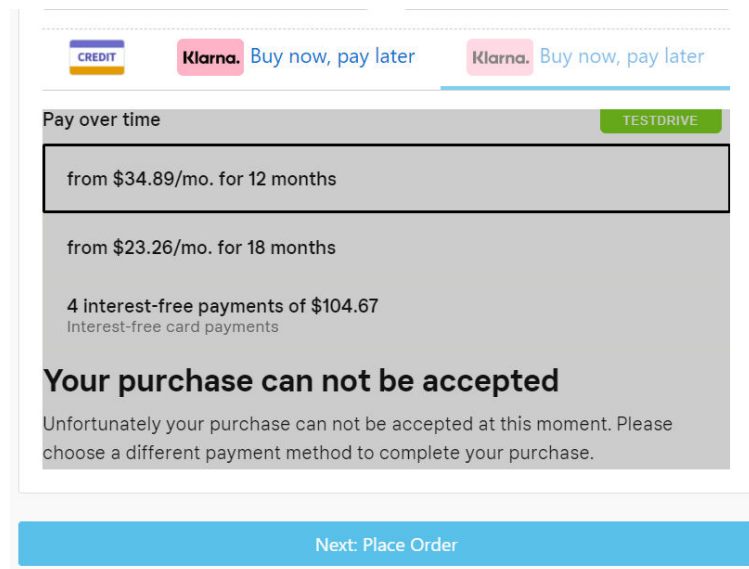 CREDIT Klarna. Buy now, pay later Klarna. Buy now, pay later
Pay over time TESTDRIVE
from $34.89/mo. for 12 months
from $23.26/mo. for 18 months
4 interest-free payments of $104.67
Interest-free card payments
Your purchase can not be accepted
Unfortunately your purchase can not be accepted at this moment. Please
choose a different payment method to complete your purchase.
Next: Place Order